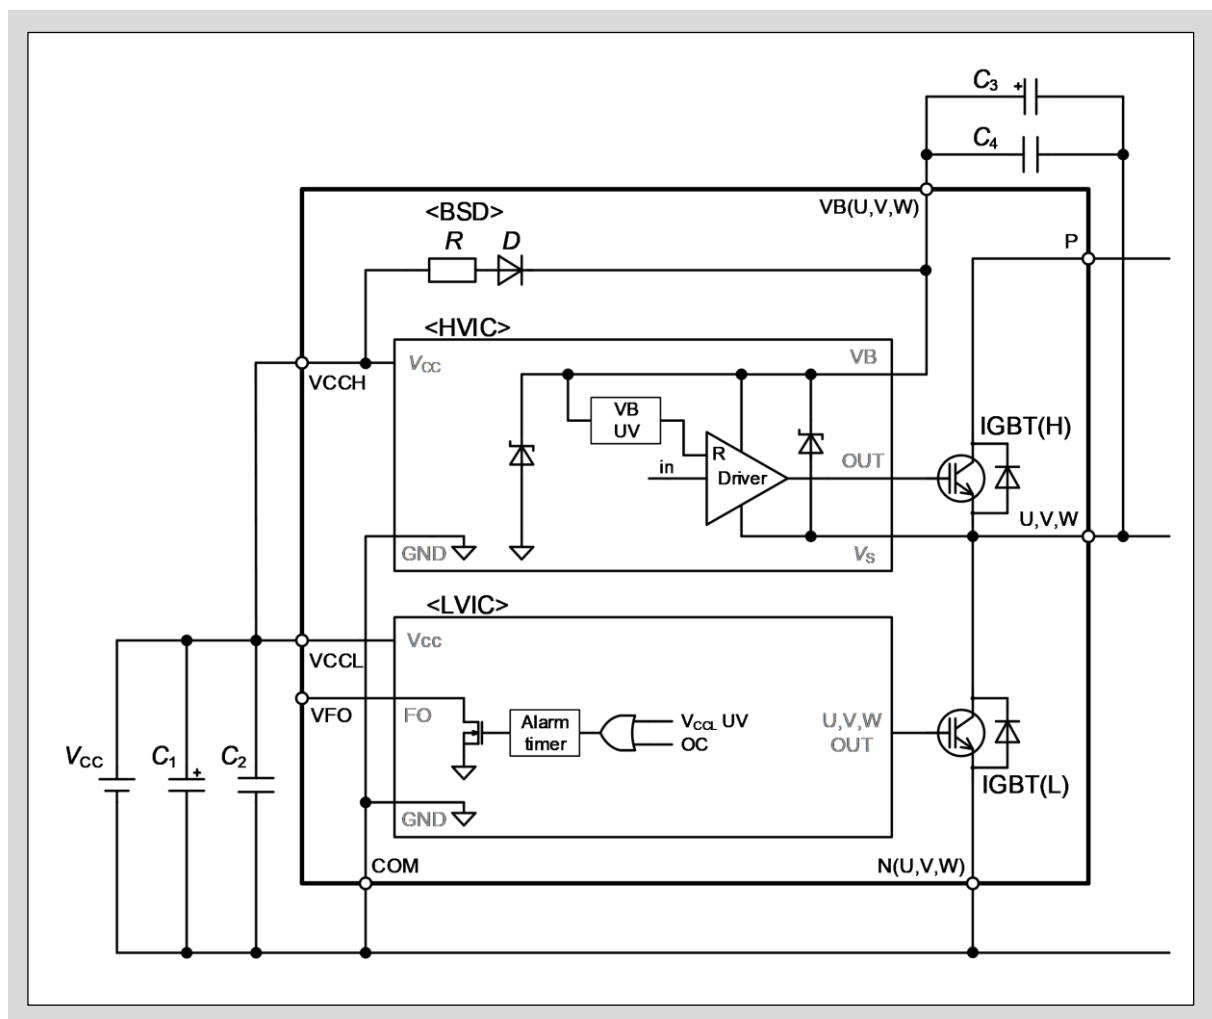 C3 +
C4
VB(U,V,W)
<BSD>
R D
P
<HVIC>
VCC VB
VCCH
VB
UV
IGBT(H)
R
in Driver OUT
U,V,W
GND VS
<LVIC>
Vcc
VCCL
VFO FO
Alarm
timer
VCCL UV
OC
U,V,W
OUT
VCC C1 + C2
IGBT(L)
GND
COM N(U,V,W)